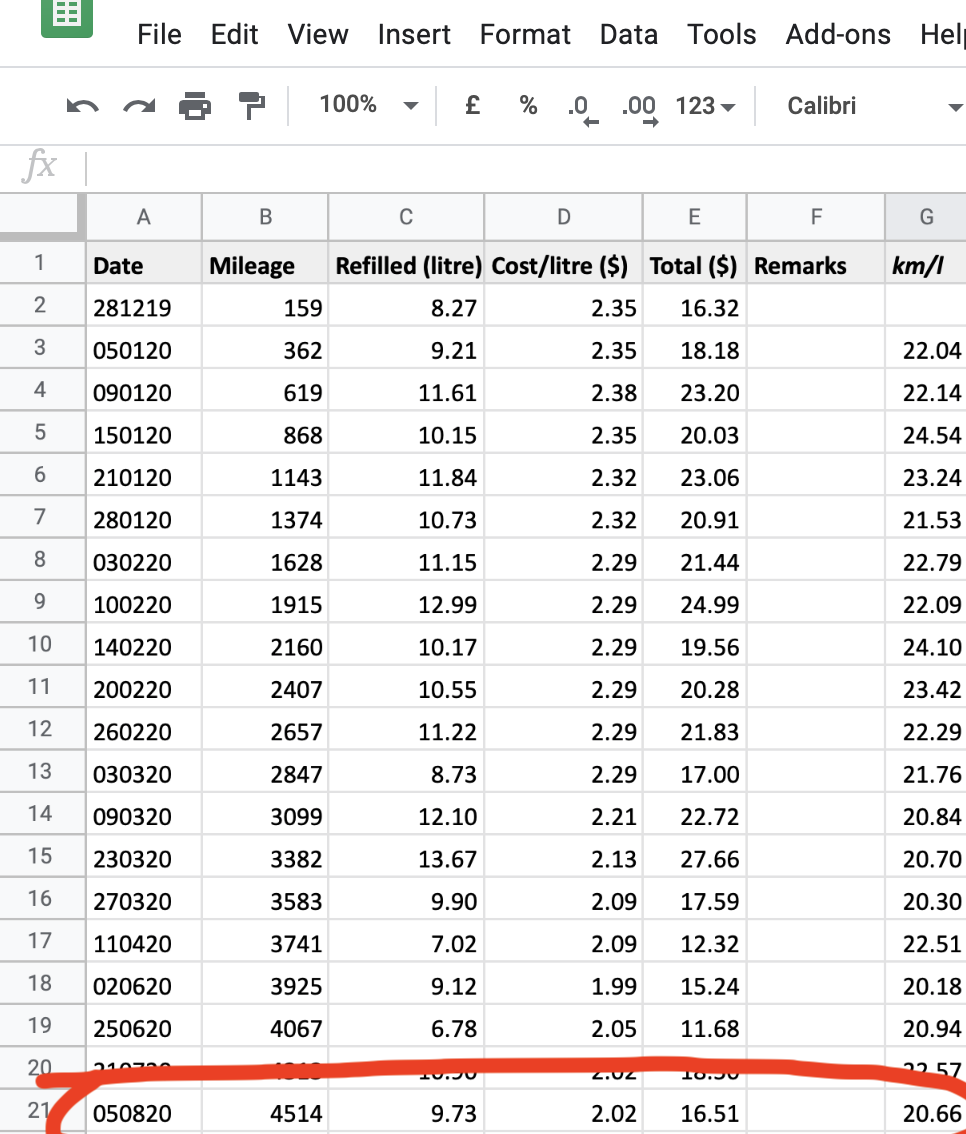 File Edit View Insert Format Data Tools Add-ons Help
100% £ % .0 .00 123 Calibri
fx
A B C D E F G
1 Date Mileage Refilled (litre) Cost/litre ($) Total ($) Remarks km/l
2 281219 159 8.27 2.35 16.32
3 050120 362 9.21 2.35 18.18 22.04
4 090120 619 11.61 2.38 23.20 22.14
5 150120 868 10.15 2.35 20.03 24.54
6 210120 1143 11.84 2.32 23.06 23.24
7 280120 1374 10.73 2.32 20.91 21.53
8 030220 1628 11.15 2.29 21.44 22.79
9 100220 1915 12.99 2.29 24.99 22.09
10 140220 2160 10.17 2.29 19.56 24.10
11 200220 2407 10.55 2.29 20.28 23.42
12 260220 2657 11.22 2.29 21.83 22.29
13 030320 2847 8.73 2.29 17.00 21.76
14 090320 3099 12.10 2.21 22.72 20.84
15 230320 3382 13.67 2.13 27.66 20.70
16 270320 3583 9.90 2.09 17.59 20.30
17 110420 3741 7.02 2.09 12.32 22.51
18 020620 3925 9.12 1.99 15.24 20.18
19 250620 4067 6.78 2.05 11.68 20.94
20 2.02 22.57
21 050820 4514 9.73 2.02 16.51 20.66